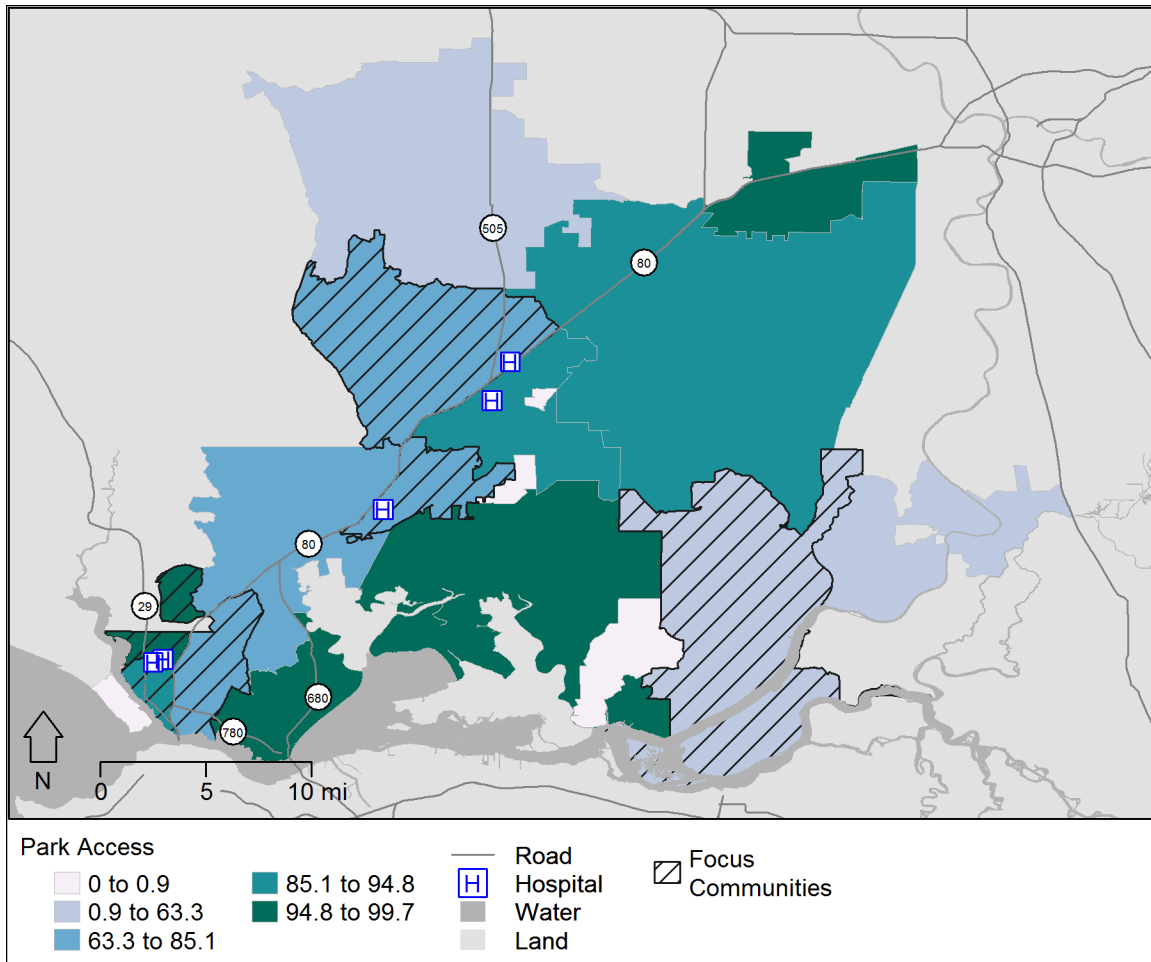 505
80
80
29
680
780
N
0 5 10 mi
Park Access
0 to 0.9
0.9 to 63.3
63.3 to 85.1
85.1 to 94.8
94.8 to 99.7
Road
H Hospital
Water
Land
Focus
Communities
H
H
H
H
H